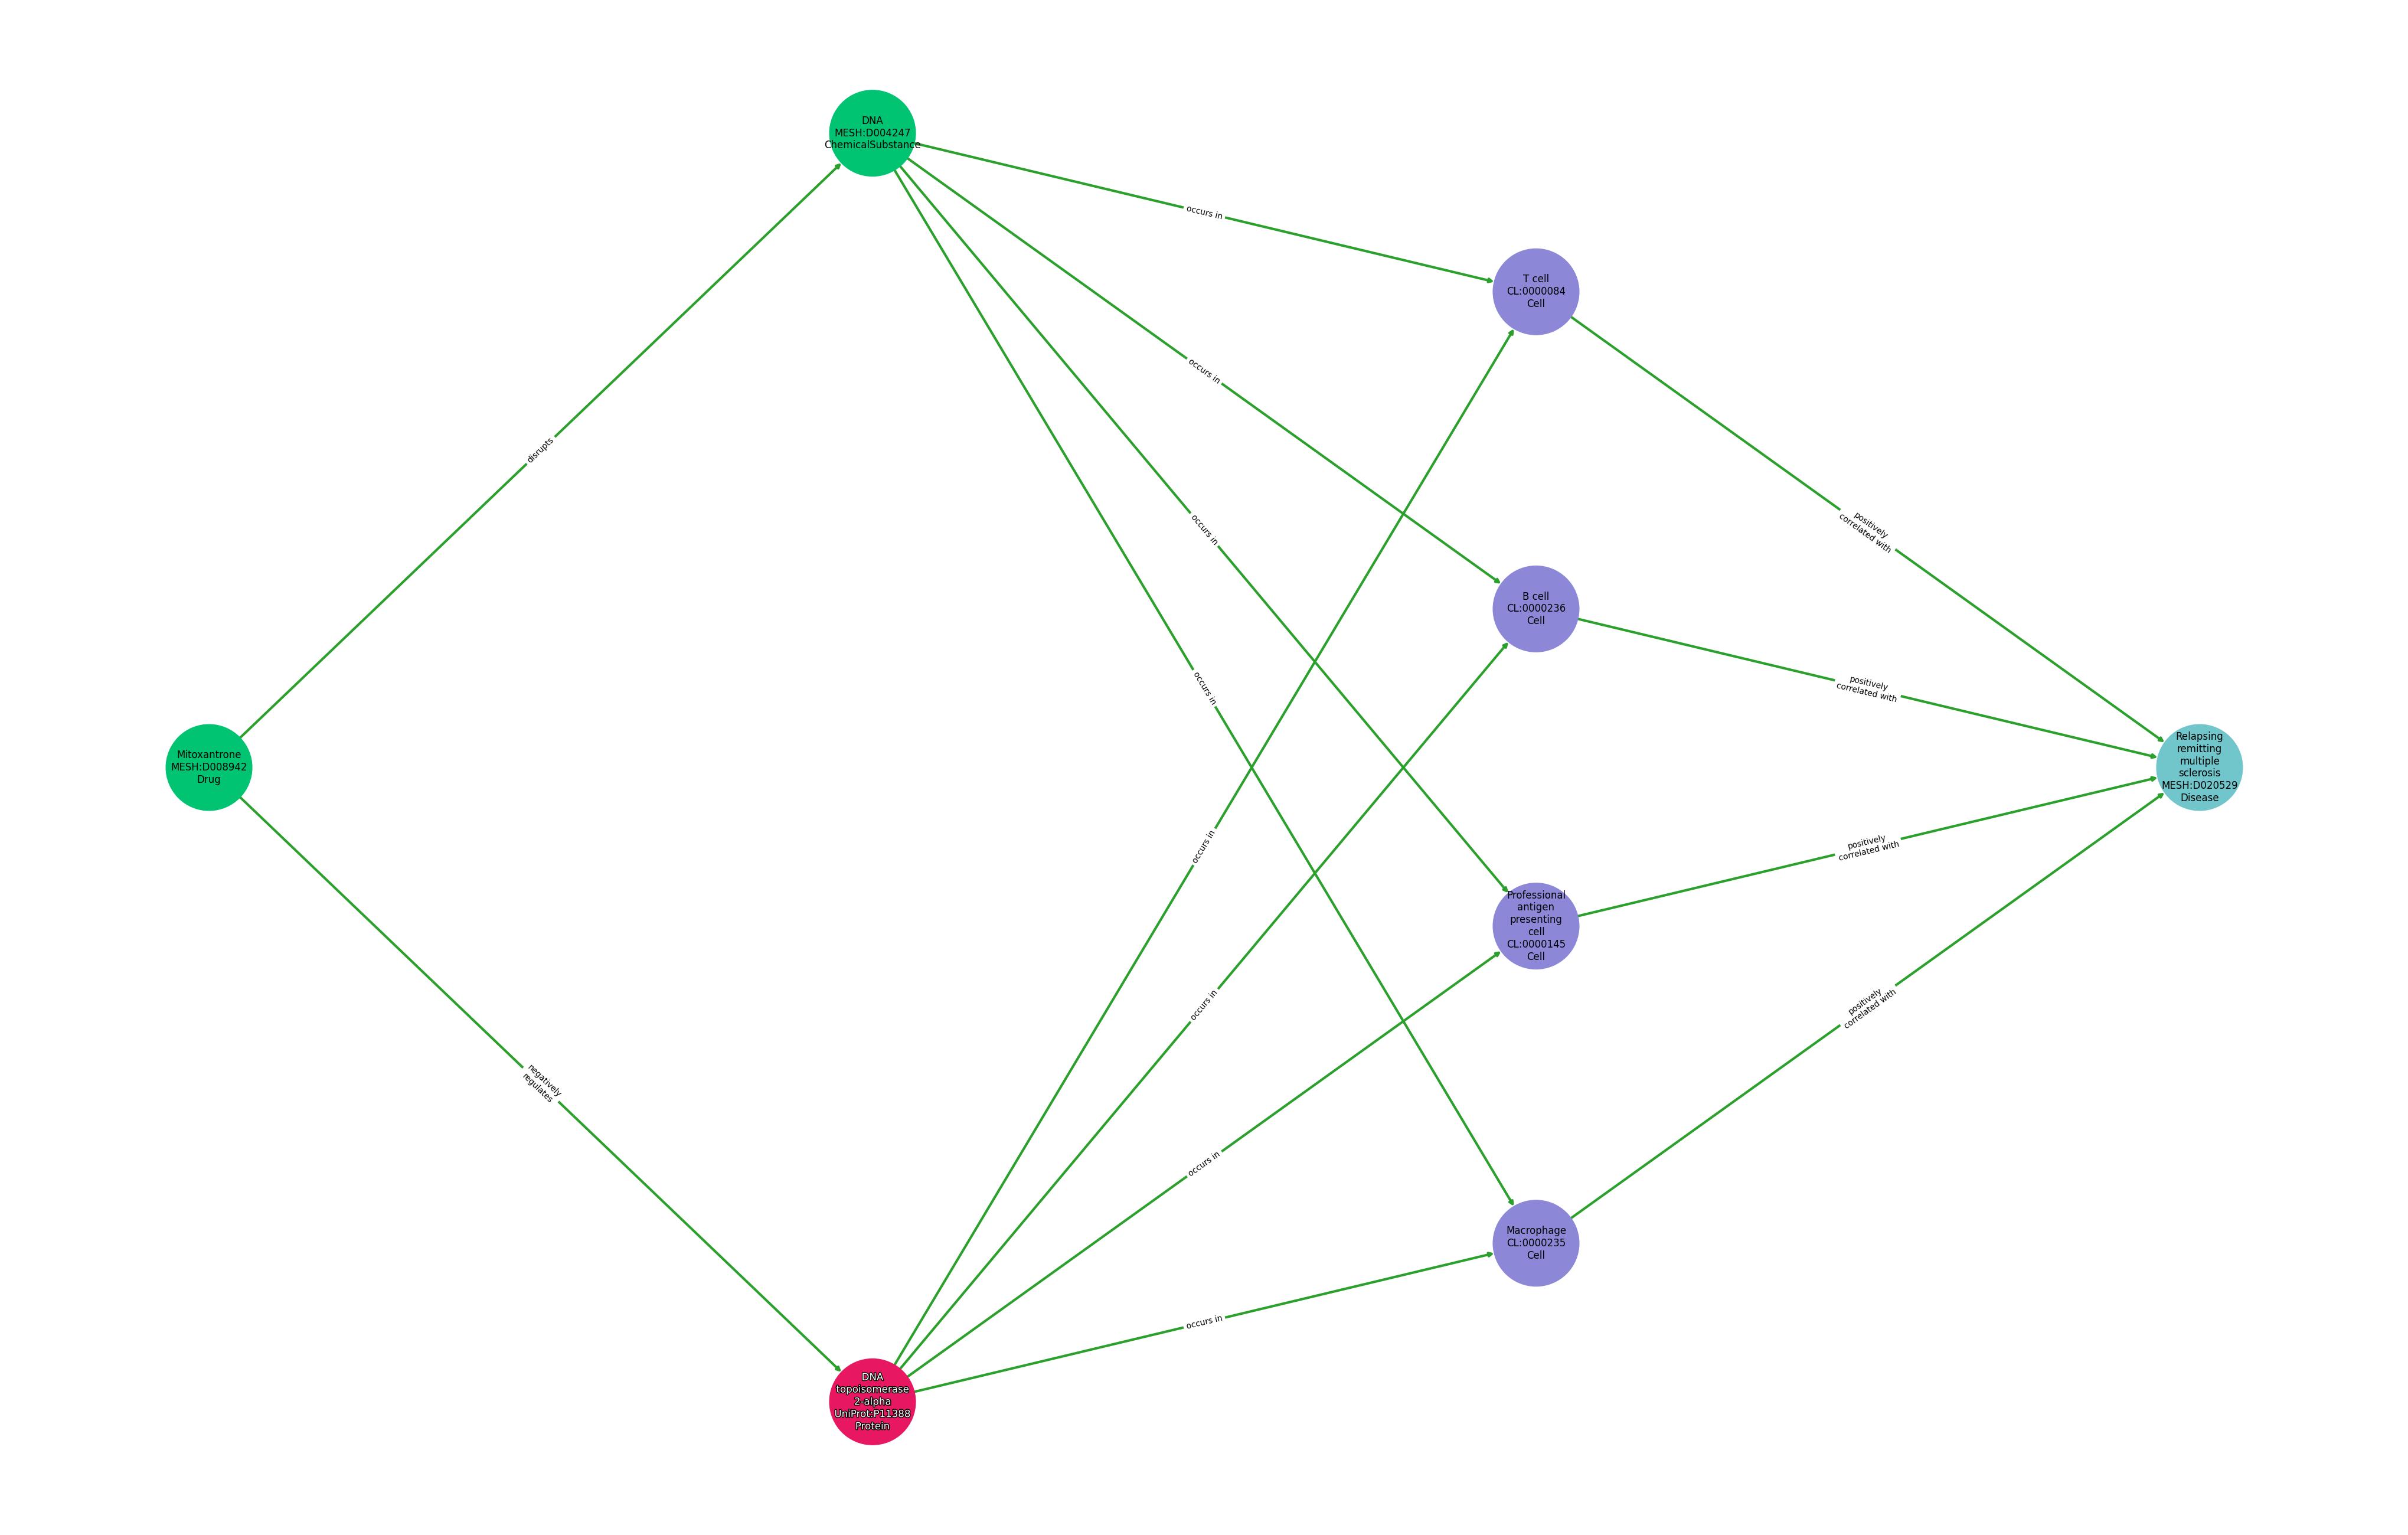 DNA
MESH:D004247
ChemicalSubstance
occurs in
T cell
CL:0000084
Cell
occurs in
disrupts
occurs in
positively
correlated with
B cell
CL:0000236
Cell
occurs in
positively
correlated with
Mitoxantrone
MESH:D008942
Drug
Relapsing
remitting
multiple
sclerosis
MESH:D020529
Disease
occurs in
positively
correlated with
Professional
antigen
presenting
cell
CL:0000145
Cell
occurs in
positively
correlated with
negatively
regulates
occurs in
Macrophage
CL:0000235
Cell
occurs in
DNA
topoisomerase
2-alpha
UniProt:P11388
Protein